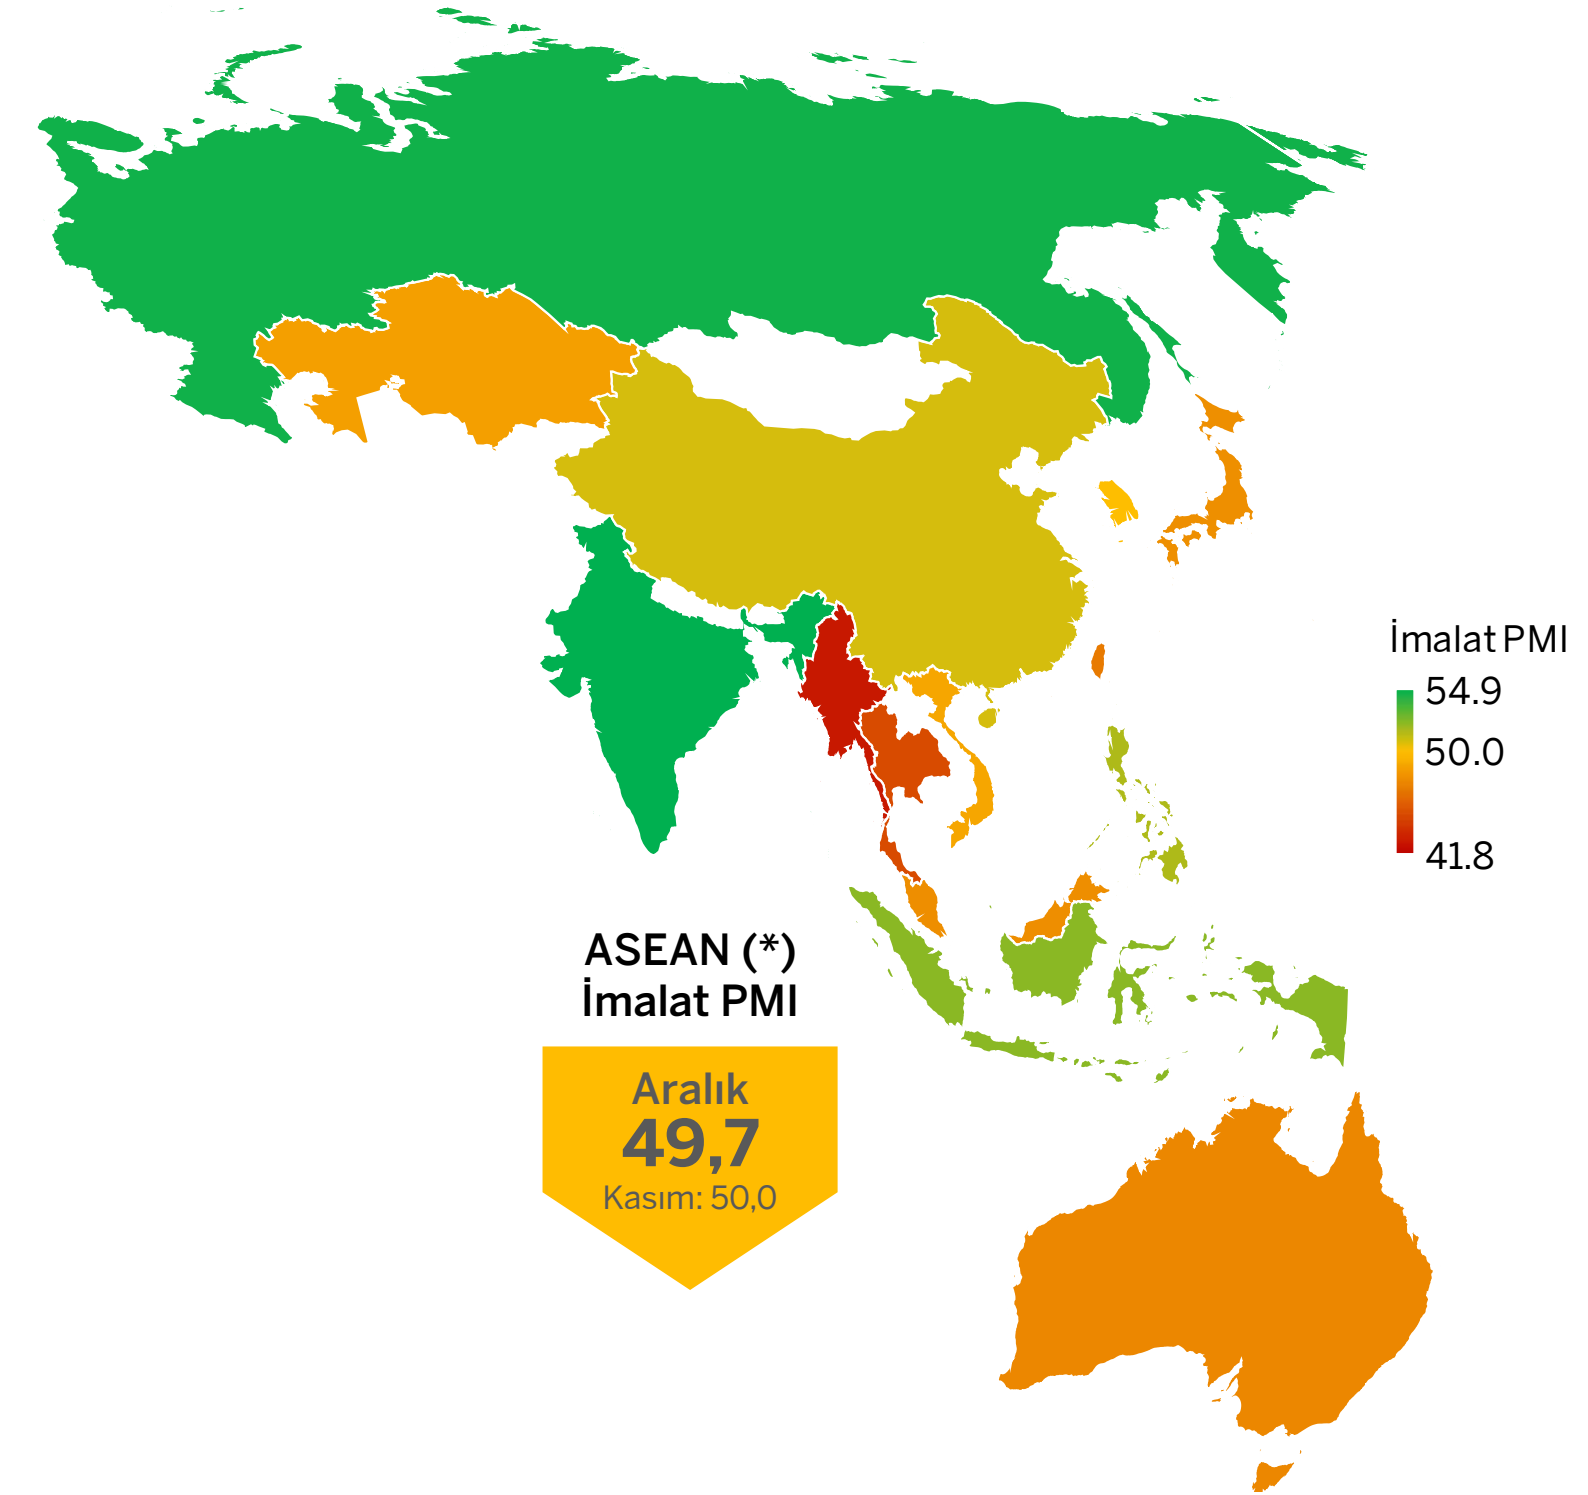 İmalat PMI
54.9
50.0
41.8
ASEAN (*)
İmalat PMI
Aralık
49,7
Kasım: 50,0